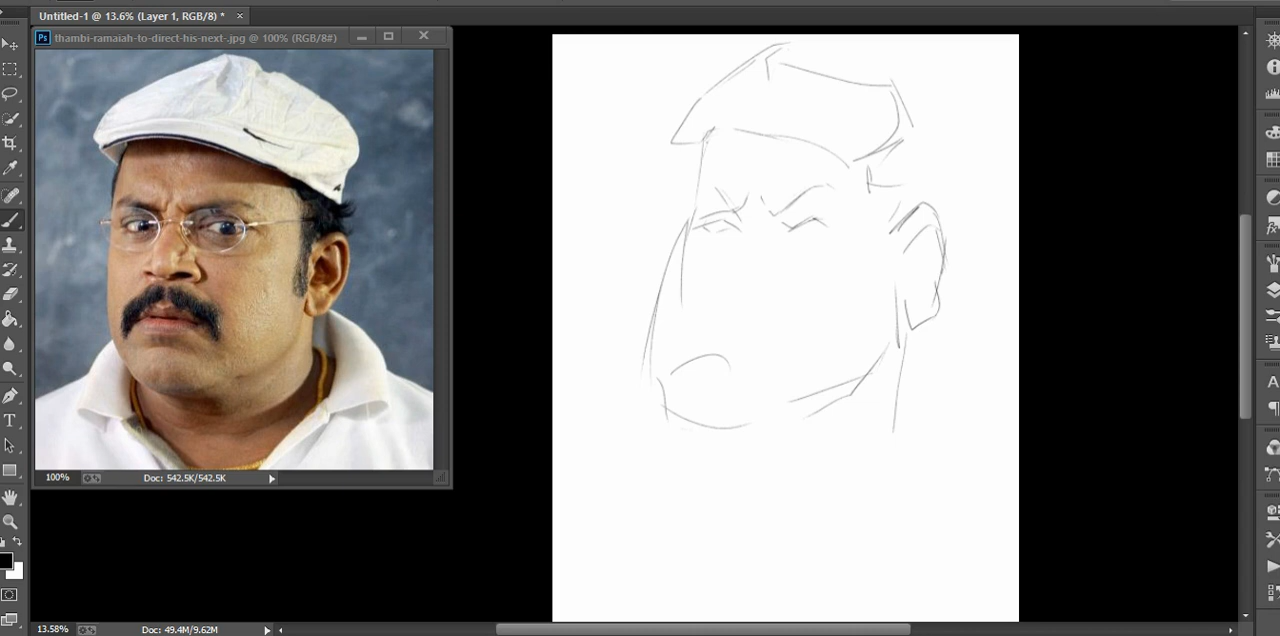 Untitled-1 @ 13.6% (Layer 1, RGB/8) * ×
Ps thambi-ramaiah-to-direct-his-next-.jpg @ 100% (RGB/8#)
100% Doc: 542.5K/542.5K
13.58% Doc: 49.4M/9.62M